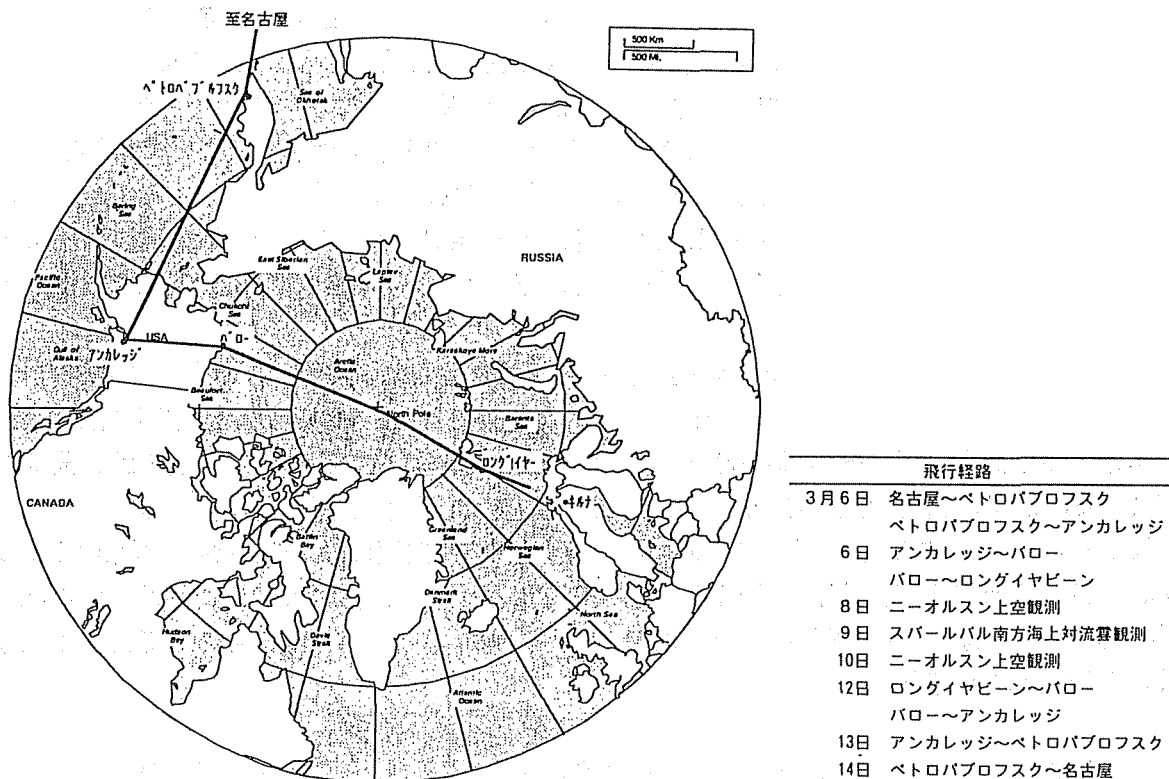 至名古屋
500 Km
500 Mi.
ペトロパブルフスク
Sea of
Okhotsk
Bering
Sea
Pacific
Ocean
RUSSIA
East Siberian
Sea
Laptev
Sea
Chukchi
Sea
USA
バロー
Gulf of
Alaska
アンカレッジ
Karaskoye More
Arctic
Ocean
Beaufort
Sea
North Pole
Barents
Sea
ロングイヤー
キルナ
CANADA
Baffin
Bay
Greenland
Sea
Norwegian
Sea
Denmark
Strait
North Sea
Hudson
Bay
Davis
Strait
Atlantic
Ocean
飛行経路
3月6日 名古屋～ペトロパブロフスク
ペトロパブロフスク～アンカレッジ
6日 アンカレッジ～バロー
バロー～ロングイヤビーン
8日 ニーオルスン上空観測
9日 スバールバル南方海上対流雲観測
10日 ニーオルスン上空観測
12日 ロングイヤビーン～バロー
バロー～アンカレッジ
13日 アンカレッジ～ペトロパブロフスク
14日 ペトロパブロフスク～名古屋